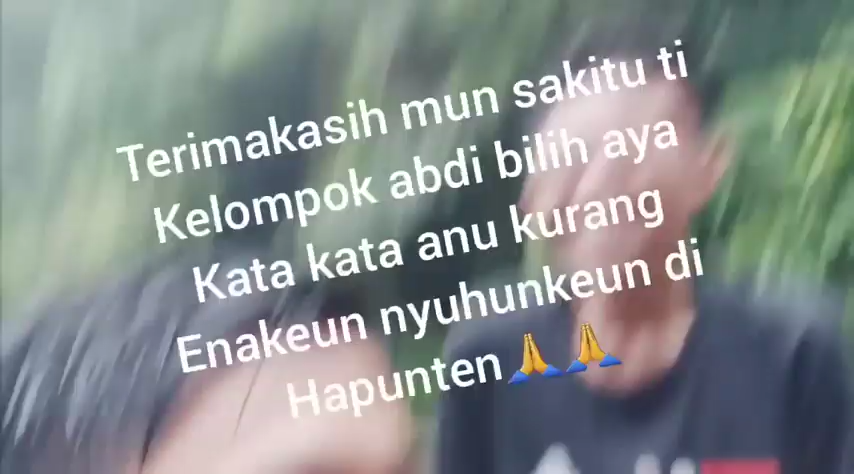 Terimakasih mun sakitu ti
Kelompok abdi bilih aya
Kata kata anu kurang
Enakeun nyuhunkeun di
Hapunten🙏🙏